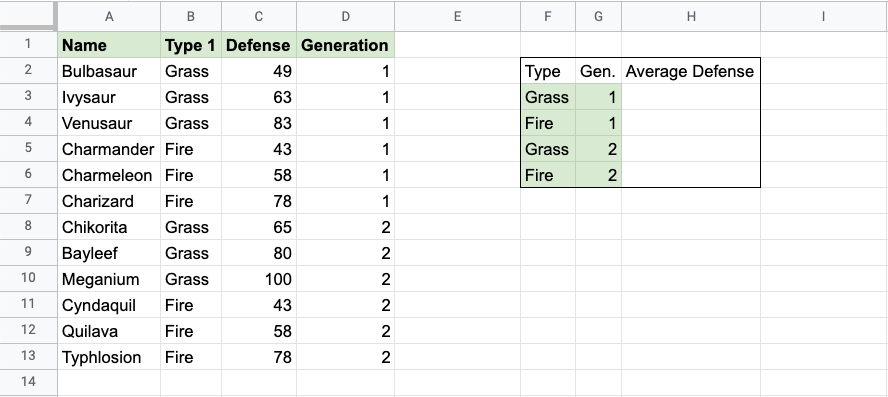 A B C D E F G H I
1 Name Type 1 Defense Generation
2 Bulbasaur Grass 49 1 Type Gen. Average Defense
3 Ivysaur Grass 63 1 Grass 1
4 Venusaur Grass 83 1 Fire 1
5 Charmander Fire 43 1 Grass 2
6 Charmeleon Fire 58 1 Fire 2
7 Charizard Fire 78 1
8 Chikorita Grass 65 2
9 Bayleef Grass 80 2
10 Meganium Grass 100 2
11 Cyndaquil Fire 43 2
12 Quilava Fire 58 2
13 Typhlosion Fire 78 2
14